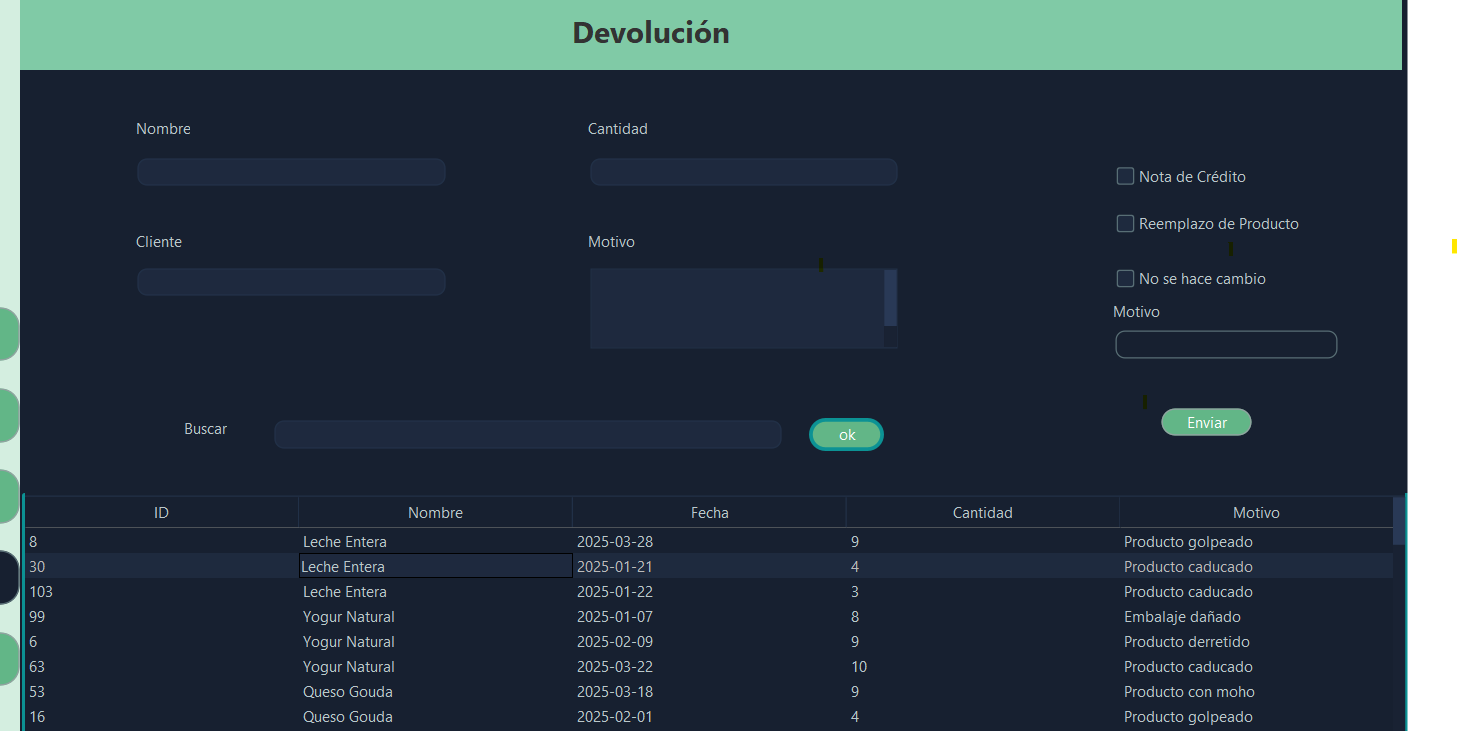 Devolución
Nombre
Cantidad
Nota de Crédito
Reemplazo de Producto
Cliente
Motivo
No se hace cambio
Motivo
Buscar
ok
Enviar
ID Nombre Fecha Cantidad Motivo
8 Leche Entera 2025-03-28 9 Producto golpeado
30 Leche Entera 2025-01-21 4 Producto caducado
103 Leche Entera 2025-01-22 3 Producto caducado
99 Yogur Natural 2025-01-07 8 Embalaje dañado
6 Yogur Natural 2025-02-09 9 Producto derretido
63 Yogur Natural 2025-03-22 10 Producto caducado
53 Queso Gouda 2025-03-18 9 Producto con moho
16 Queso Gouda 2025-02-01 4 Producto golpeado